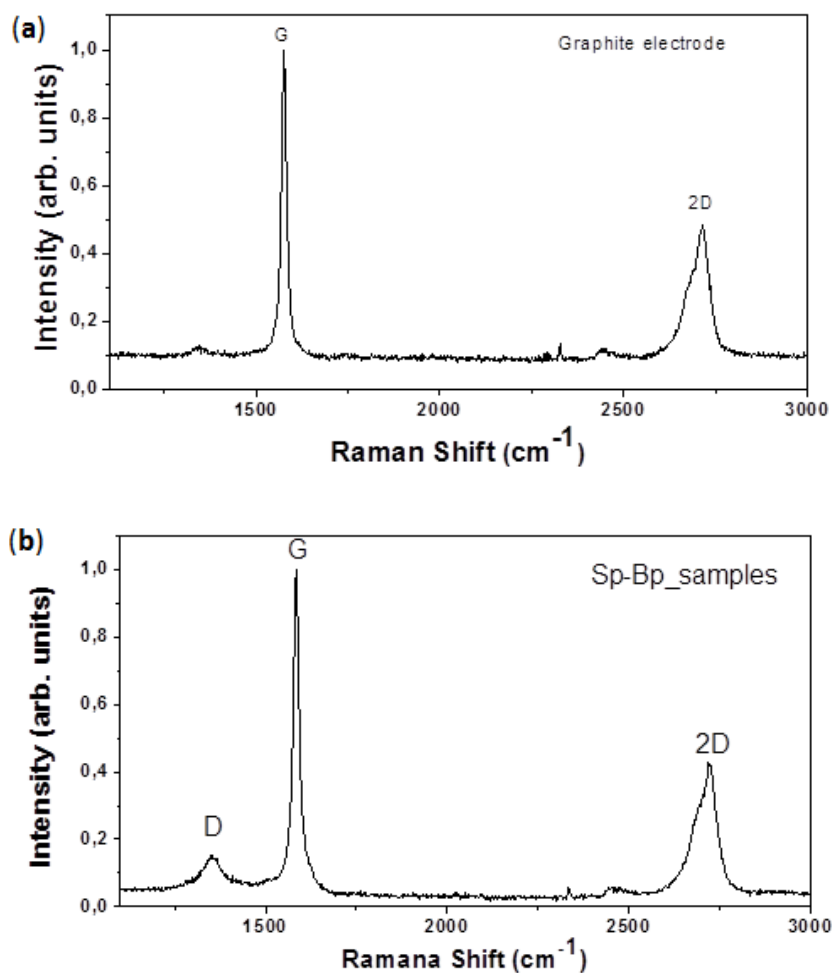 (a)
G
Graphite electrode
2D
Intensity (arb. units)
1,0
0,8
0,6
0,4
0,2
0,0
1500 2000 2500 3000
Raman Shift (cm-1)
(b)
G
Sp-Bp_samples
2D
D
Intensity (arb. units)
1,0
0,8
0,6
0,4
0,2
0,0
1500 2000 2500 3000
Ramana Shift (cm-1)